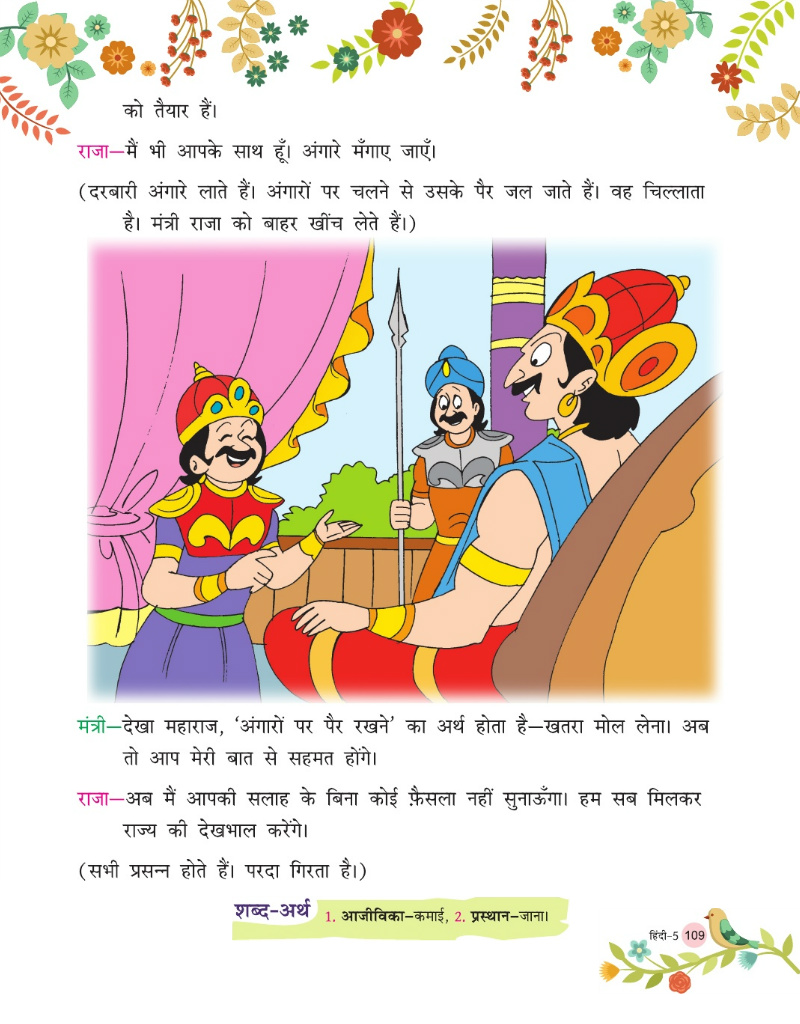 को तैयार हैं।
राजा–मैं भी आपके साथ हूँ। अंगारे मँगाए जाएँ।
(दरबारी अंगारे लाते हैं। अंगारों पर चलने से उसके पैर जल जाते हैं। वह चिल्लाता
है। मंत्री राजा को बाहर खींच लेते हैं।)
मंत्री–देखा महाराज, ‘अंगारों पर पैर रखने’ का अर्थ होता है–खतरा मोल लेना। अब
तो आप मेरी बात से सहमत होंगे।
राजा–अब मैं आपकी सलाह के बिना कोई फ़ैसला नहीं सुनाऊँगा। हम सब मिलकर
राज्य की देखभाल करेंगे।
(सभी प्रसन्न होते हैं। परदा गिरता है।)
शब्द-अर्थ 1. आजीविका–कमाई, 2. प्रस्थान–जाना।
हिंदी-5 109